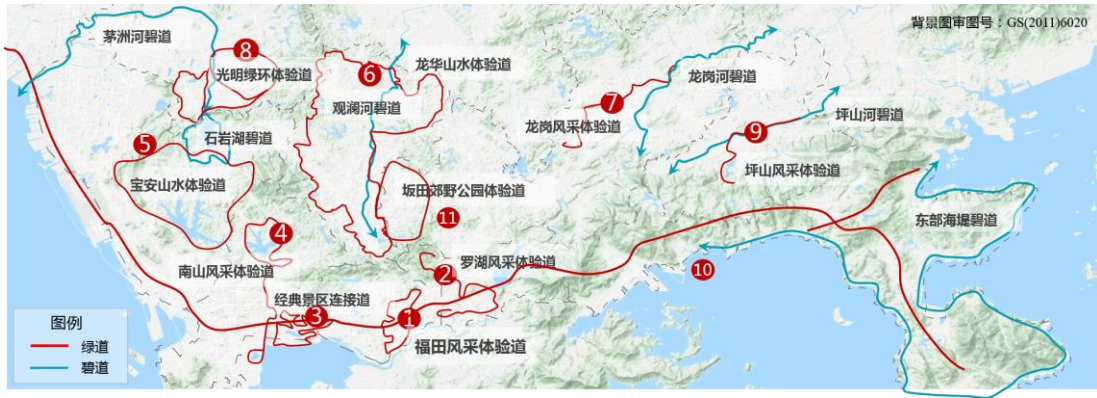 背景图审图号：GS(2011)6020
茅洲河碧道
8
光明绿环体验道
6
龙华山水体验道
观澜河碧道
龙岗河碧道
7
龙岗风采体验道
坪山河碧道
9
坪山风采体验道
5
石岩湖碧道
宝安山水体验道
坂田郊野公园体验道
11
东部海堤碧道
4
南山风采体验道
罗湖风采体验道
2
10
经典景区连接道
3
1
福田风采体验道
图例
绿道
碧道